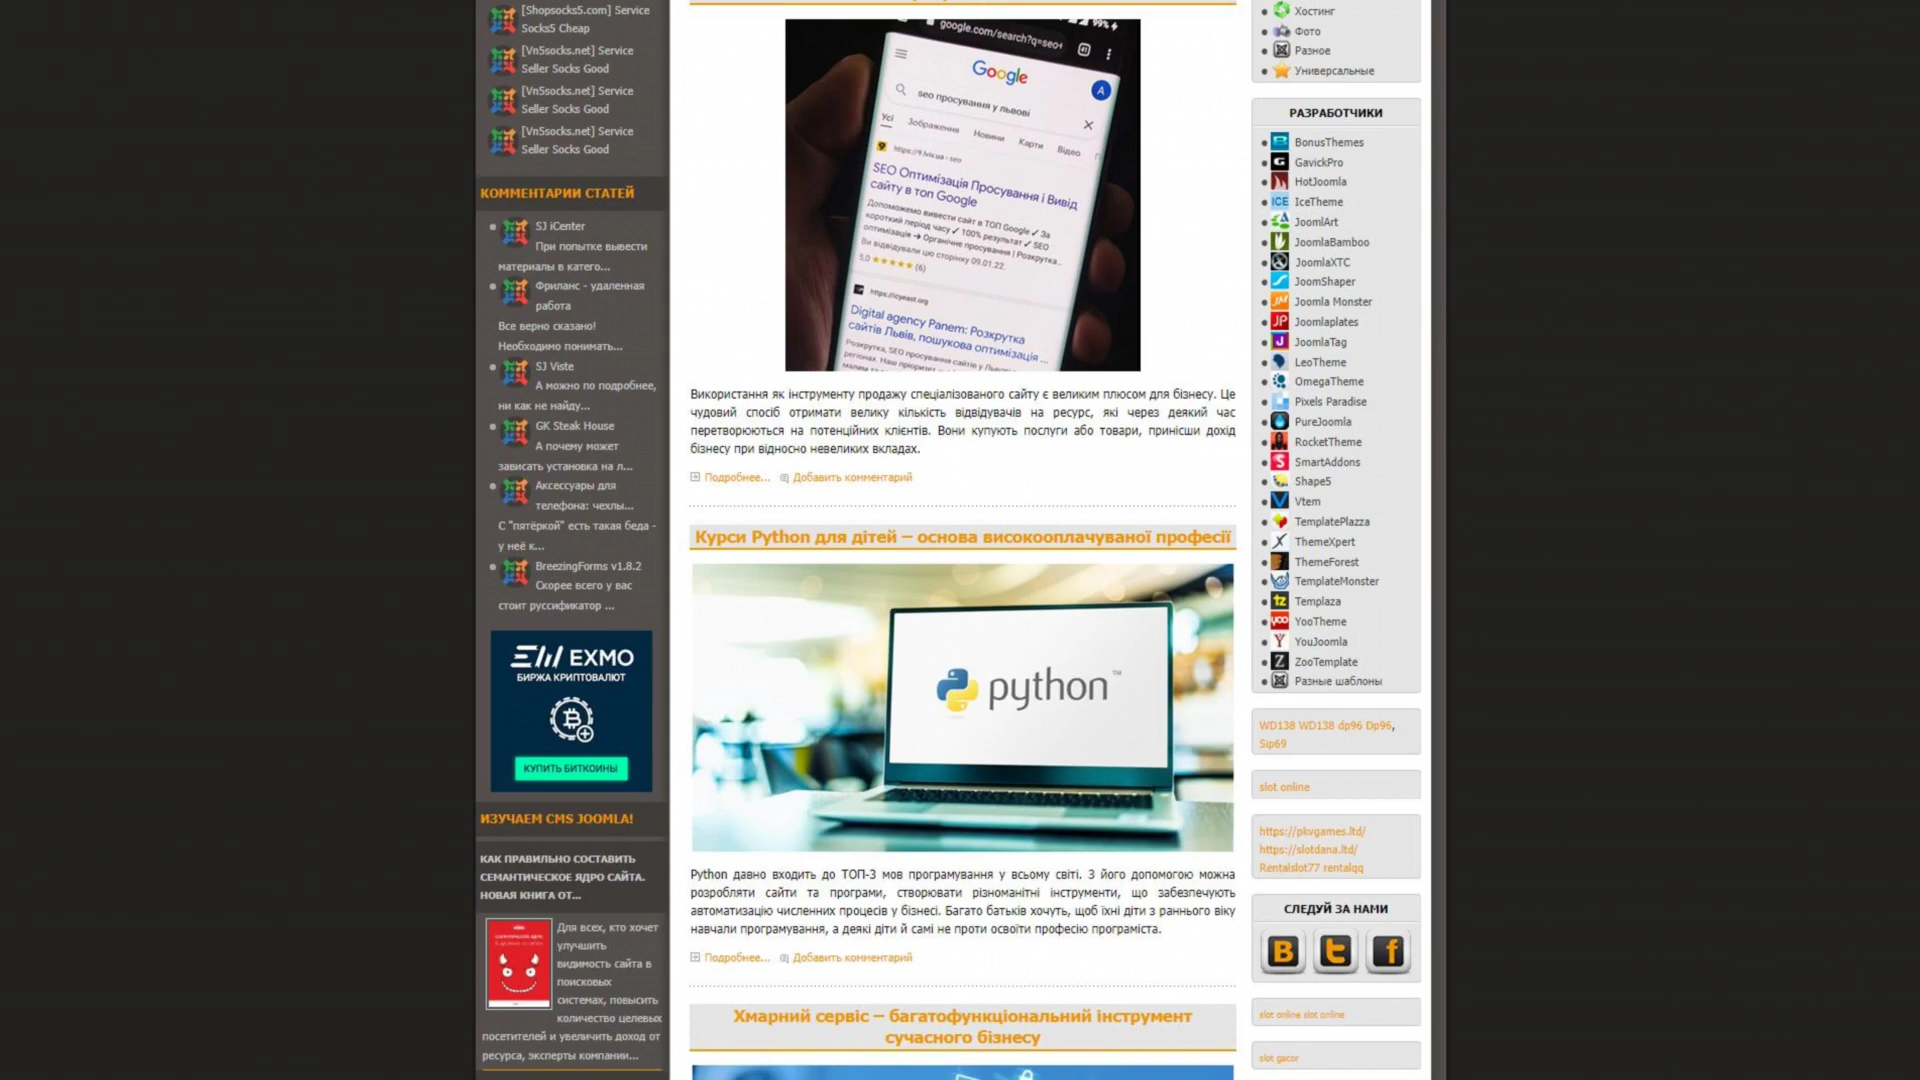 [Shopsocks5.com] Service
Socks5 Cheap
[Vn5socks.net] Service
Seller Socks Good
[Vn5socks.net] Service
Seller Socks Good
[Vn5socks.net] Service
Seller Socks Good
КОММЕНТАРИИ СТАТЕЙ
SJ iCenter
При попытке вывести
материалы в катего...
Фриланс - удаленная
работа
Все верно сказано!
Необходимо понимать...
SJ Viste
А можно по подробнее,
ни как не найду...
GK Steak House
А почему может
зависать установка на л...
Аксессуары для
телефона: чехлы...
С "пятёркой" есть такая беда -
у неё к...
BreezingForms v1.8.2
Скорее всего у вас
стоит руссификатор ...
EXMO
БИРЖА КРИПТОВАЛЮТ
КУПИТЬ БИТКОИНЫ
ИЗУЧАЕМ CMS JOOMLA!
КАК ПРАВИЛЬНО СОСТАВИТЬ
СЕМАНТИЧЕСКОЕ ЯДРО САЙТА.
НОВАЯ КНИГА ОТ...
Для всех, кто хочет
улучшить
видимость сайта в
поисковых
системах, повысить
количество целевых
посетителей и увеличить доход от
ресурса, эксперты компании...
99%
google.com/search?q=seo+
Google
A
seo просування у львові
Усі Зображення Новини Карти Відео
https://9.lviv.ua › seo
SEO Оптимізація Просування і Вивід
сайту в топ Google
Допоможемо вивести сайт в ТОП Google ✓ За
короткий період часу ✓ 100% результат ✓ SEO
оптимізація ➔ Органічне просування | Розкрутка...
Ви відвідували цю сторінку 09.01.22.
5,0 ★★★★★ (6)
https://icyeast.org
Digital agency Panem: Розкрутка
сайтів Львів, пошукова оптимізація ...
Розкрутка, SEO просування сайтів у Львові
Використання як інструменту продажу спеціалізованого сайту є великим плюсом для бізнесу. Це
чудовий спосіб отримати велику кількість відвідувачів на ресурс, які через деякий час
перетворюються на потенційних клієнтів. Вони купують послуги або товари, принісши дохід
бізнесу при відносно невеликих вкладах.
Подробнее... Добавить комментарий
Курси Python для дітей – основа високооплачуваної професії
python™
Python давно входить до ТОП-3 мов програмування у всьому світі. З його допомогою можна
розробляти сайти та програми, створювати різноманітні інструменти, що забезпечують
автоматизацію численних процесів у бізнесі. Багато батьків хочуть, щоб їхні діти з раннього віку
навчали програмування, а деякі діти й самі не проти освоїти професію програміста.
Подробнее... Добавить комментарий
Хмарний сервіс – багатофункціональний інструмент
сучасного бізнесу
Хостинг
Фото
Разное
Универсальные
РАЗРАБОТЧИКИ
BonusThemes
GavickPro
HotJoomla
ICE IceTheme
JoomlArt
JoomlaBamboo
JoomlaXTC
JoomShaper
JM Joomla Monster
JP Joomlaplates
J JoomlaTag
LeoTheme
OmegaTheme
Pixels Paradise
PureJoomla
RocketTheme
S SmartAddons
Shape5
Vtem
TemplatePlazza
ThemeXpert
ThemeForest
TemplateMonster
tz Templaza
yoo YooTheme
Y YouJoomla
Z ZooTemplate
Разные шаблоны
WD138 WD138 dp96 Dp96,
Sip69
slot online
https://pkvgames.ltd/
https://slotdana.ltd/
Rentalslot77 rentalqq
СЛЕДУЙ ЗА НАМИ
B t f
slot online slot online
slot gacor